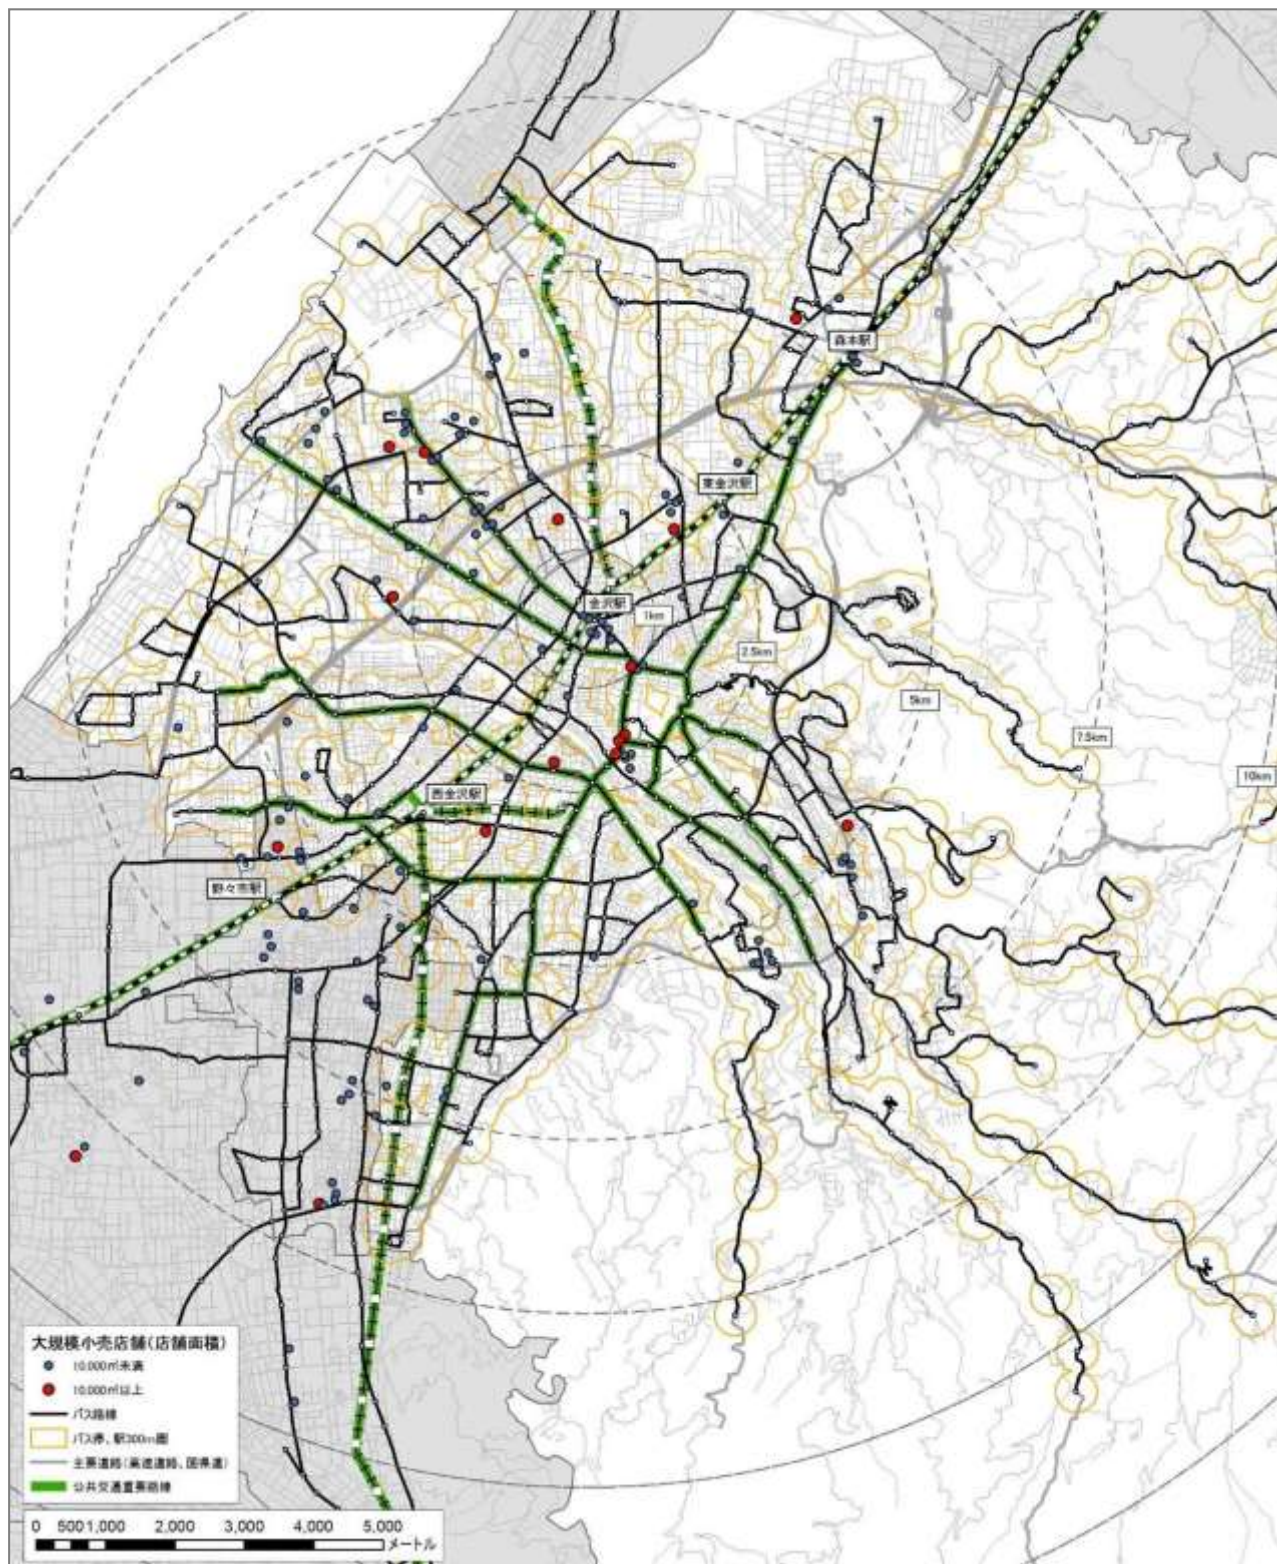 森本駅
東金沢駅
金沢駅
1km
2.5km
5km
7.5km
10km
西金沢駅
野々市駅
大規模小売店舗(店舗面積)
10,000㎡未満
10,000㎡以上
バス路線
バス停、駅300m圏
主要道路(高速道路、国県道)
公共交通重要路線
0 500 1,000 2,000 3,000 4,000 5,000
メートル